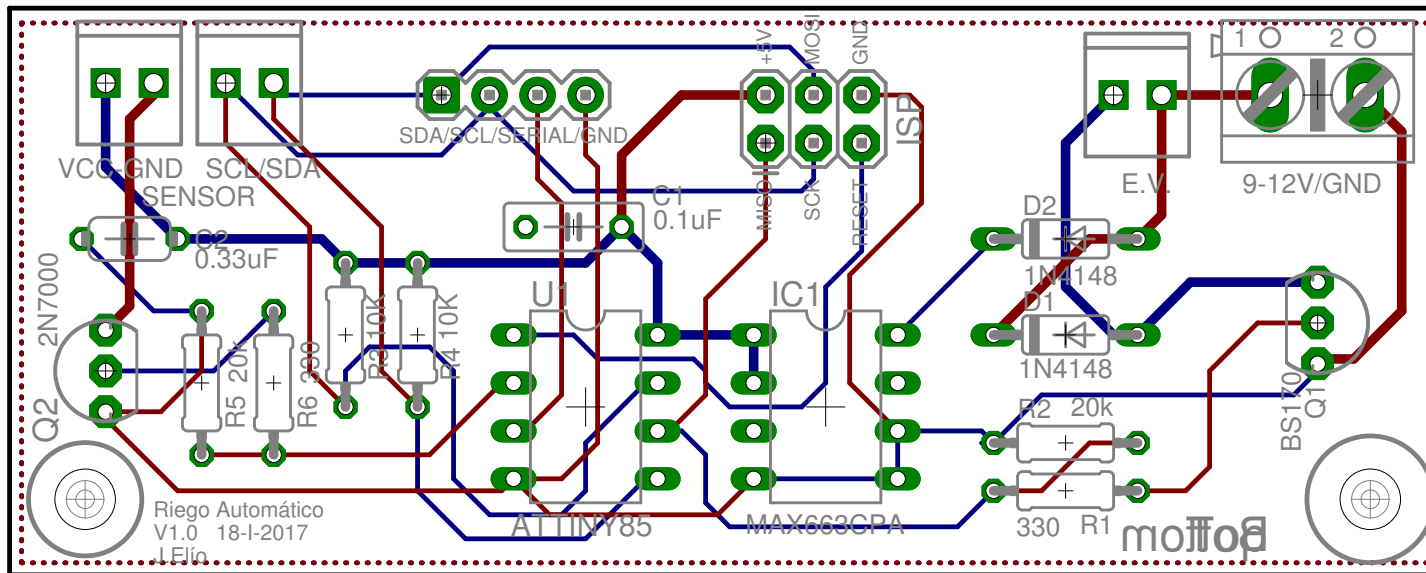 1
2
+5V
MOSI
GND
ISP
SDA/SCL/SERIAL/GND
VCC-GND
SCL/SDA
SENSOR
E.V.
9-12V/GND
MISO
SCK
RESET
C1
0.1uF
C2
0.33uF
D2
1N4148
D1
1N4148
2N7000
Q2
R5 20k
R6 330
R3 10K
R4 10K
U1
ATTINY85
IC1
MAX663CPA
R2
20k
330
R1
BS170
Q1
Riego Automático
V1.0 18-I-2017
J.Elío
Top
Bottom